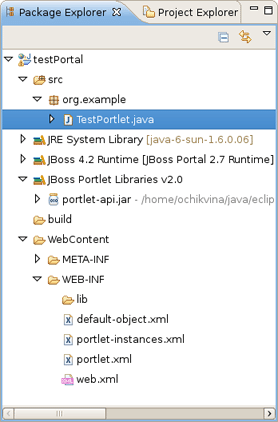 Package Explorer Project Explorer
testPortal
src
org.example
TestPortlet.java
JRE System Library [java-6-sun-1.6.0.06]
JBoss 4.2 Runtime [JBoss Portal 2.7 Runtime]
JBoss Portlet Libraries v2.0
portlet-api.jar - /home/ochikvina/java/eclip
build
WebContent
META-INF
WEB-INF
lib
default-object.xml
portlet-instances.xml
portlet.xml
web.xml